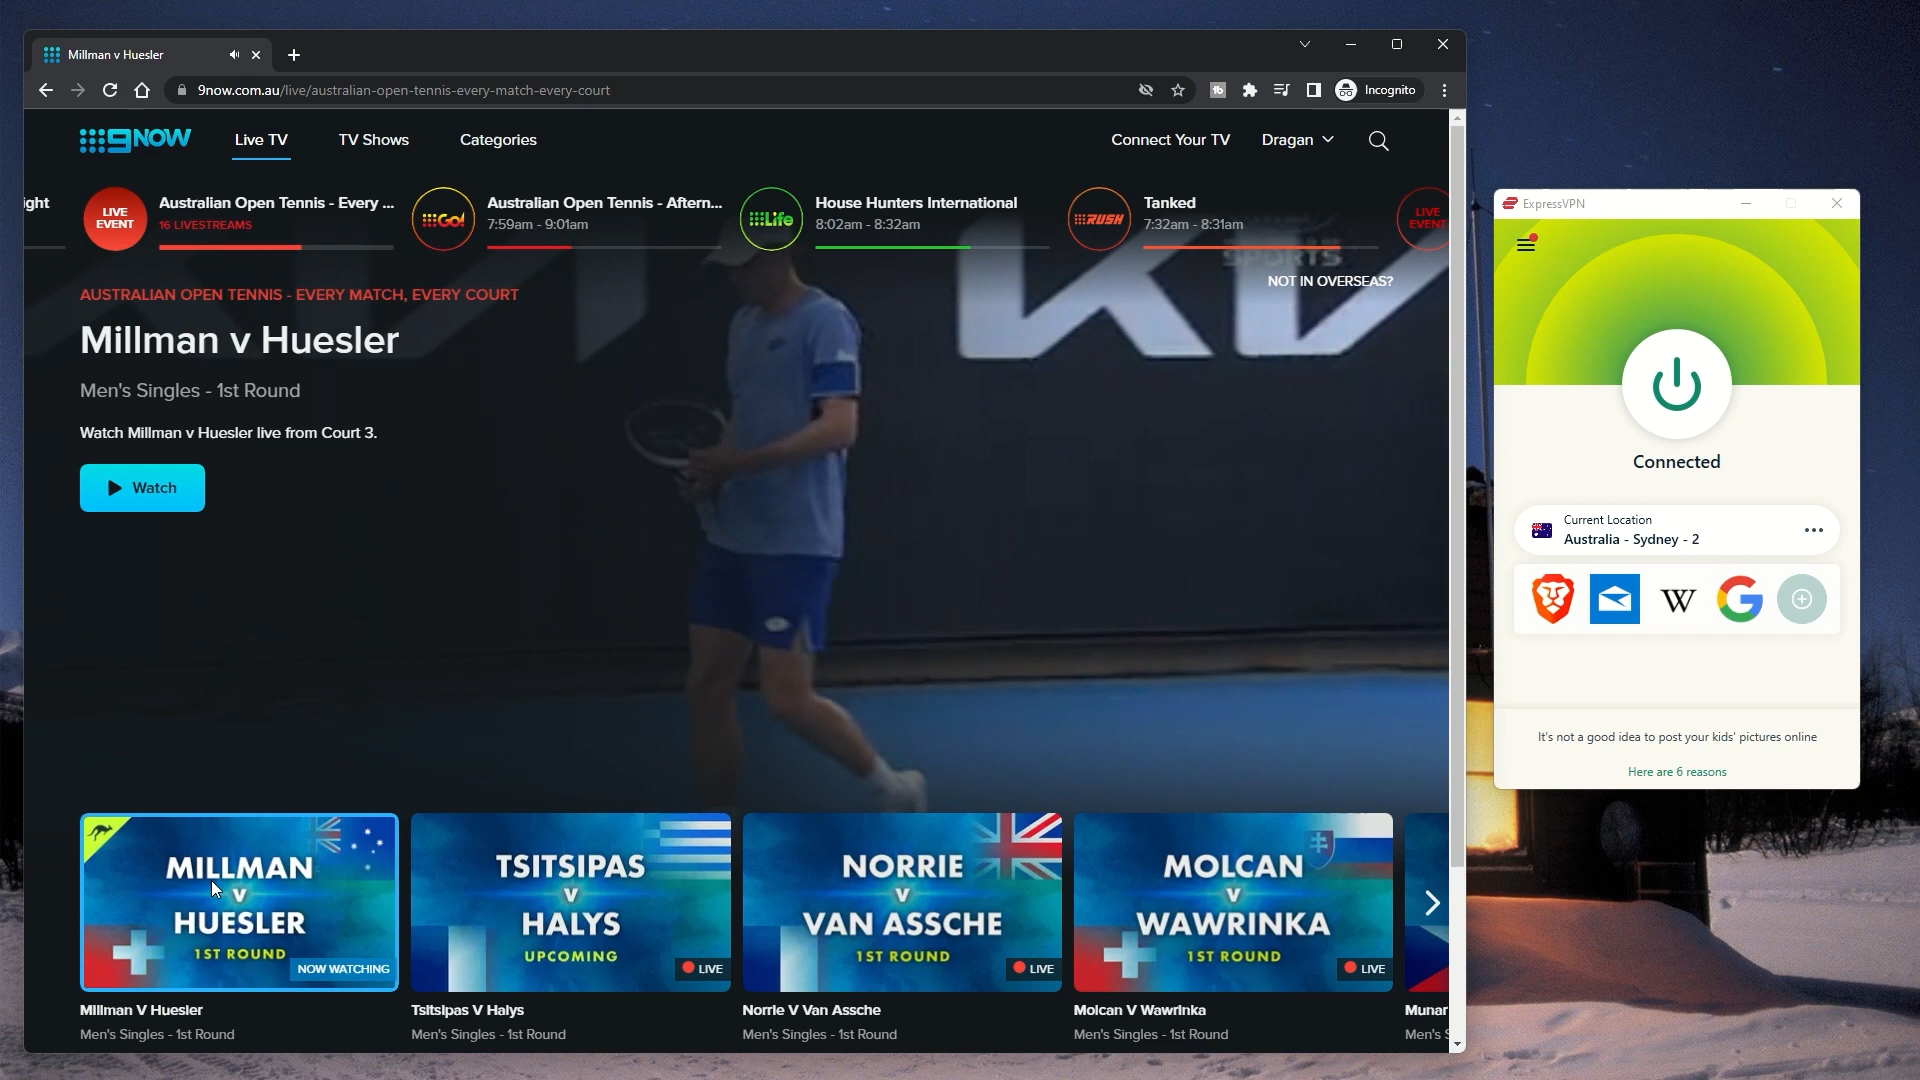 Millman v Huesler
9now.com.au/live/australian-open-tennis-every-match-every-court
Incognito
9NOW
Live TV
TV Shows
Categories
Connect Your TV
Dragan
ight
LIVE EVENT
Australian Open Tennis - Every ...
16 LIVESTREAMS
Go!
Australian Open Tennis - Aftern...
7:59am - 9:01am
Life
House Hunters International
8:02am - 8:32am
RUSH
Tanked
7:32am - 8:31am
LIVE
EVENT
SPORTS
NOT IN OVERSEAS?
AUSTRALIAN OPEN TENNIS - EVERY MATCH, EVERY COURT
Millman v Huesler
Men's Singles - 1st Round
Watch Millman v Huesler live from Court 3.
Watch
MILLMAN
V
HUESLER
1ST ROUND
NOW WATCHING
Millman V Huesler
Men's Singles - 1st Round
TSITSIPAS
V
HALYS
UPCOMING
LIVE
Tsitsipas V Halys
Men's Singles - 1st Round
NORRIE
V
VAN ASSCHE
1ST ROUND
LIVE
Norrie V Van Assche
Men's Singles - 1st Round
MOLCAN
V
WAWRINKA
1ST ROUND
LIVE
Molcan V Wawrinka
Men's Singles - 1st Round
Munar
Men's S
ExpressVPN
Connected
Current Location
Australia - Sydney - 2
W
G
It's not a good idea to post your kids' pictures online
Here are 6 reasons